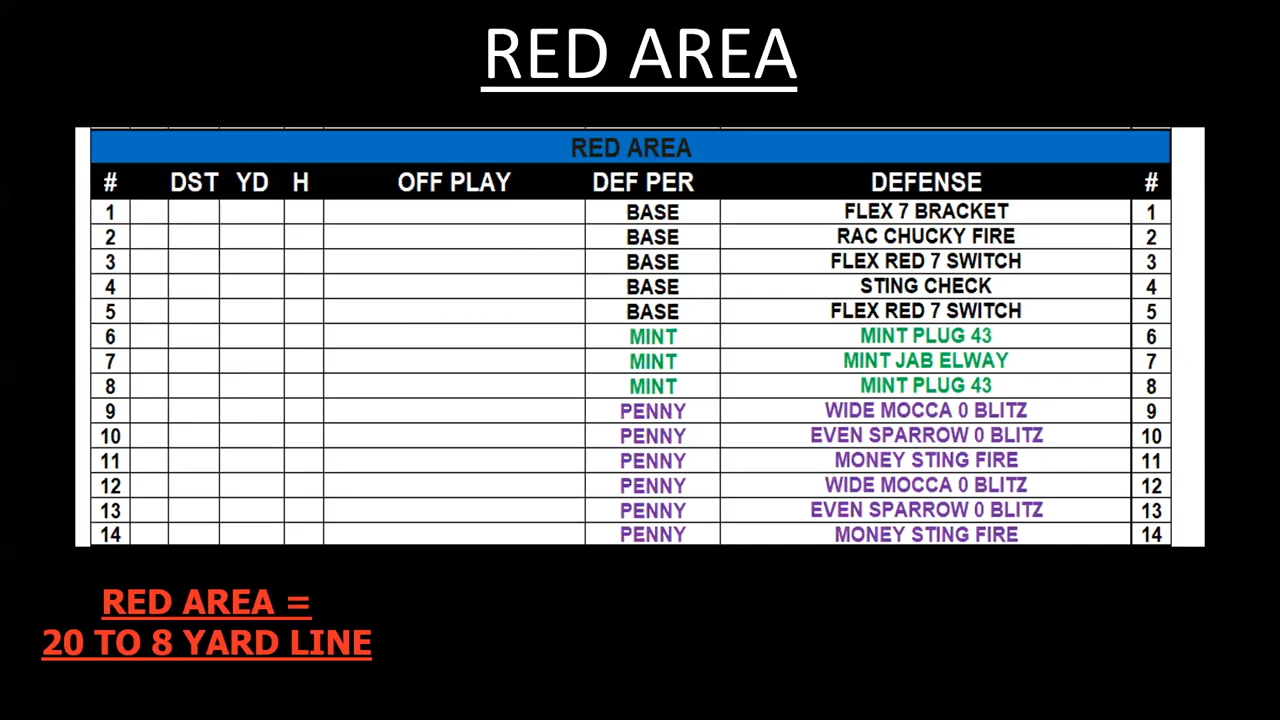 RED AREA
RED AREA
# DST YD H OFF PLAY DEF PER DEFENSE #
1 BASE FLEX 7 BRACKET 1
2 BASE RAC CHUCKY FIRE 2
3 BASE FLEX RED 7 SWITCH 3
4 BASE STING CHECK 4
5 BASE FLEX RED 7 SWITCH 5
6 MINT MINT PLUG 43 6
7 MINT MINT JAB ELWAY 7
8 MINT MINT PLUG 43 8
9 PENNY WIDE MOCCA 0 BLITZ 9
10 PENNY EVEN SPARROW 0 BLITZ 10
11 PENNY MONEY STING FIRE 11
12 PENNY WIDE MOCCA 0 BLITZ 12
13 PENNY EVEN SPARROW 0 BLITZ 13
14 PENNY MONEY STING FIRE 14
RED AREA =
20 TO 8 YARD LINE